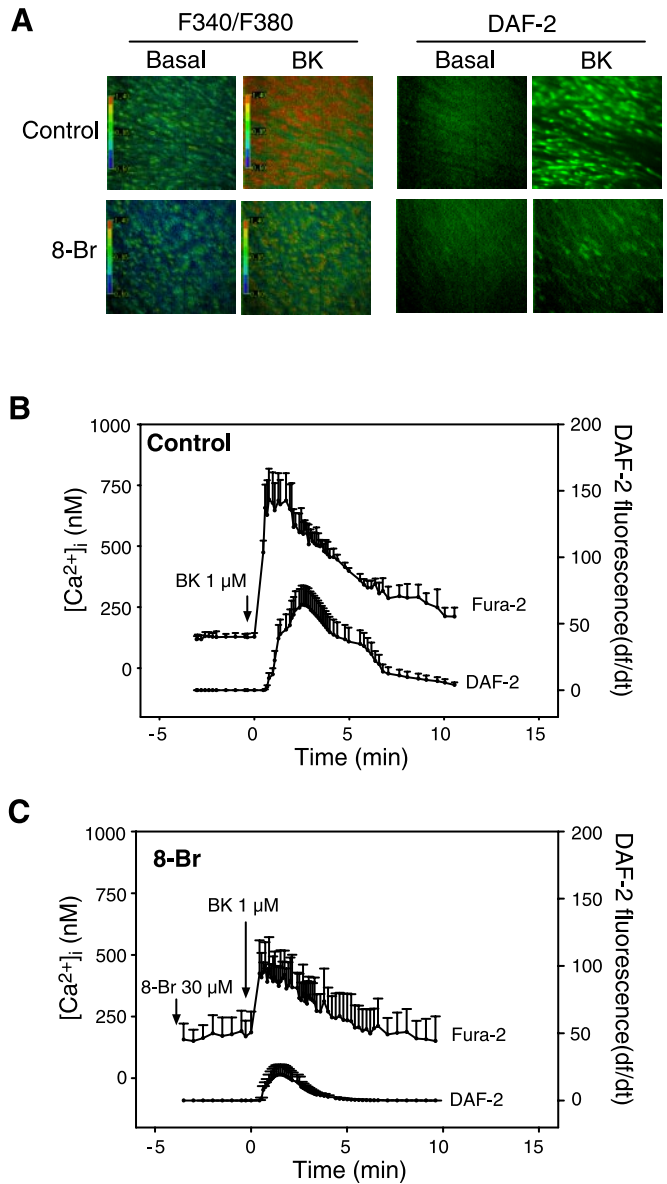 A
F340/F380
DAF-2
Basal
BK
Basal
BK
Control
8-Br
B
Control
1000
750
500
250
0
[Ca²⁺]ᵢ (nM)
BK 1 µM
Fura-2
DAF-2
200
150
100
50
0
DAF-2 fluorescence(df/dt)
-5
0
5
10
15
Time (min)
C
8-Br
1000
750
500
250
0
[Ca²⁺]ᵢ (nM)
BK 1 µM
8-Br 30 µM
Fura-2
DAF-2
200
150
100
50
0
DAF-2 fluorescence(df/dt)
-5
0
5
10
15
Time (min)